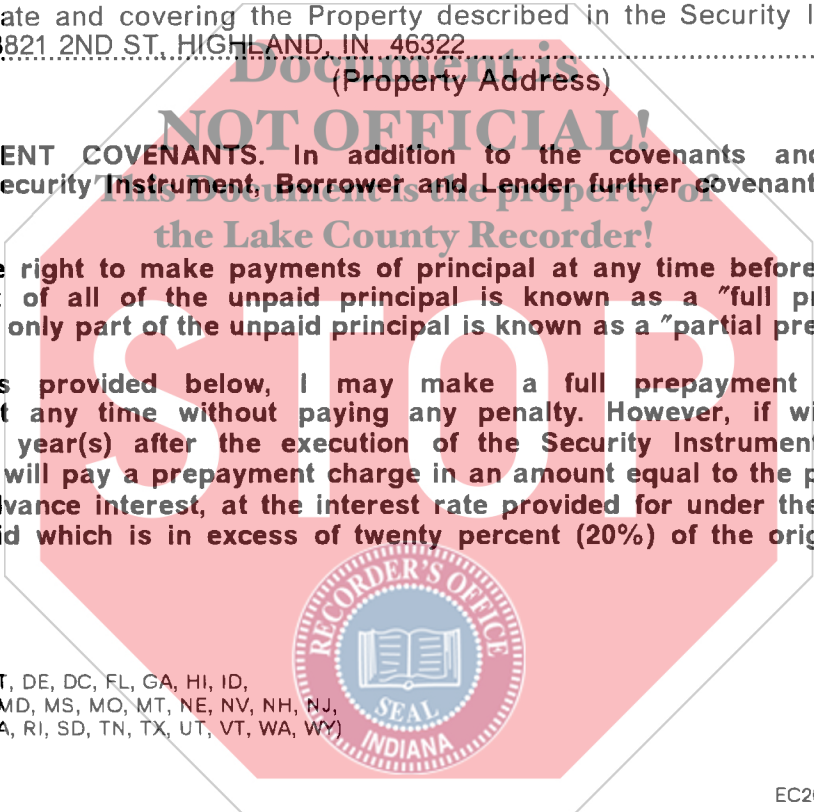 ate and covering the Property described in the Security I
3821 2ND ST, HIGHLAND, IN 46322
(Property Address)
Document is
NOT OFFICIAL!
This Document is the property of
the Lake County Recorder!
ENT COVENANTS. In addition to the covenants and
ecurity Instrument, Borrower and Lender further covenant
e right to make payments of principal at any time before
t of all of the unpaid principal is known as a "full pr
only part of the unpaid principal is known as a "partial pre
STOP
s provided below, I may make a full prepayment
t any time without paying any penalty. However, if wi
year(s) after the execution of the Security Instrument
will pay a prepayment charge in an amount equal to the p
vance interest, at the interest rate provided for under the
id which is in excess of twenty percent (20%) of the orig
RECORDER'S OFFICE
SEAL
INDIANA
T, DE, DC, FL, GA, HI, ID,
MD, MS, MO, MT, NE, NV, NH, NJ,
A, RI, SD, TN, TX, UT, VT, WA, WY)
EC20